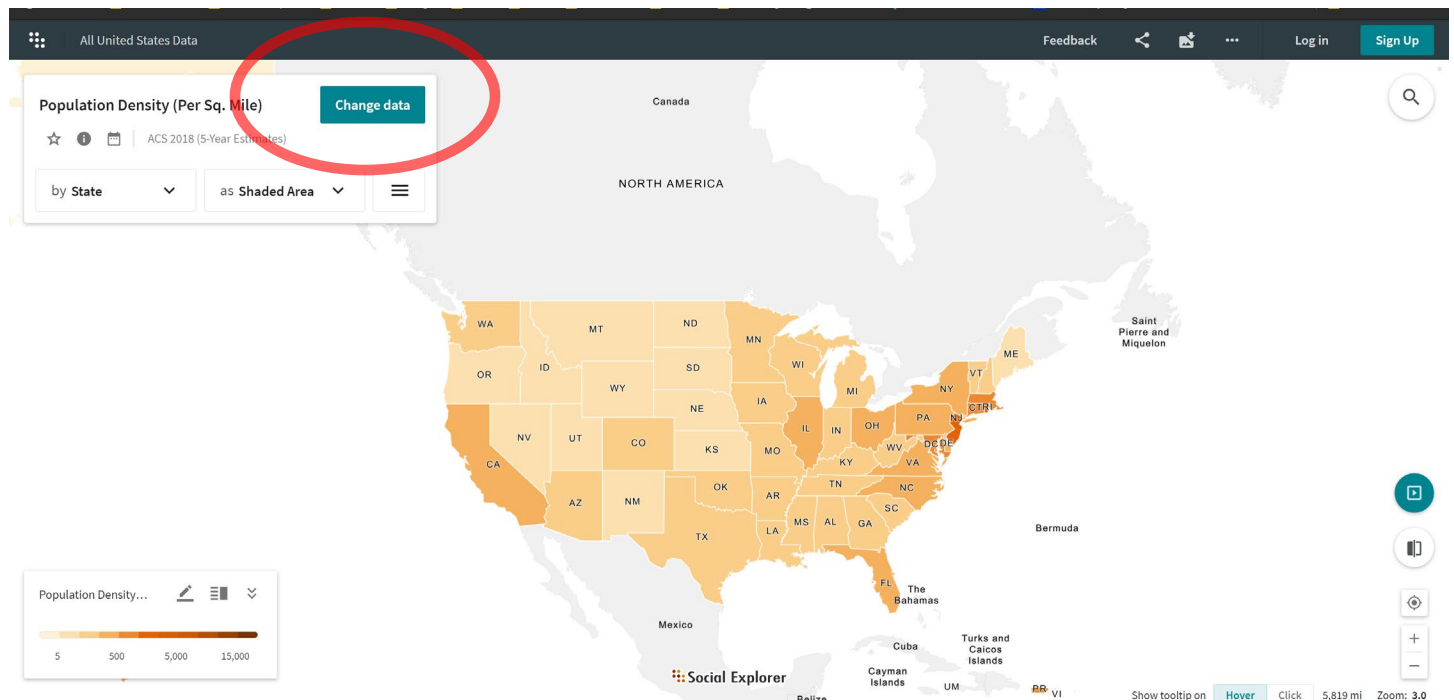 All United States Data
Feedback
Log in
Sign Up
Population Density (Per Sq. Mile)
Change data
ACS 2018 (5-Year Estimates)
by State
as Shaded Area
Canada
NORTH AMERICA
Saint
Pierre and
Miquelon
WA
MT
ND
MN
ME
OR
ID
SD
WI
VT
WY
MI
NY
NE
IA
CTRI
PA
NJ
NV
UT
CO
IL
IN
OH
KS
MO
WV
DCDE
CA
KY
VA
OK
TN
NC
AZ
NM
AR
SC
TX
LA
MS
AL
GA
Bermuda
FL
The
Bahamas
Population Density...
5 500 5,000 15,000
Mexico
Cuba
Turks and
Caicos
Islands
Social Explorer
Cayman
Islands
UM
PR
VI
Belize
Show tooltip on Hover Click 5,819 mi Zoom: 3.0